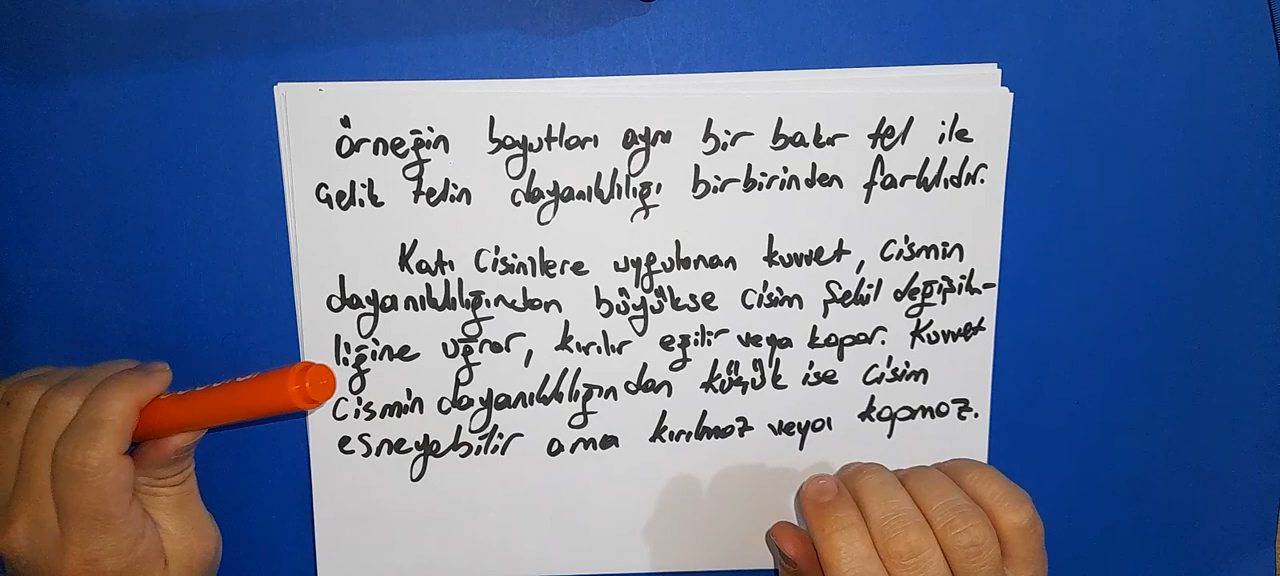 Örneğin boyutları aynı bir bakır tel ile
çelik telin dayanıklılığı birbirinden farklıdır.
Katı cisimlere uygulanan kuvvet, cismin
dayanıklılığından büyükse cisim şekil değişik-
liğine uğrar, kırılır eğilir veya kopar. Kuvvet
cismin dayanıklılığından küçük ise cisim
esneyebilir ama kırılmaz veya kopmaz.